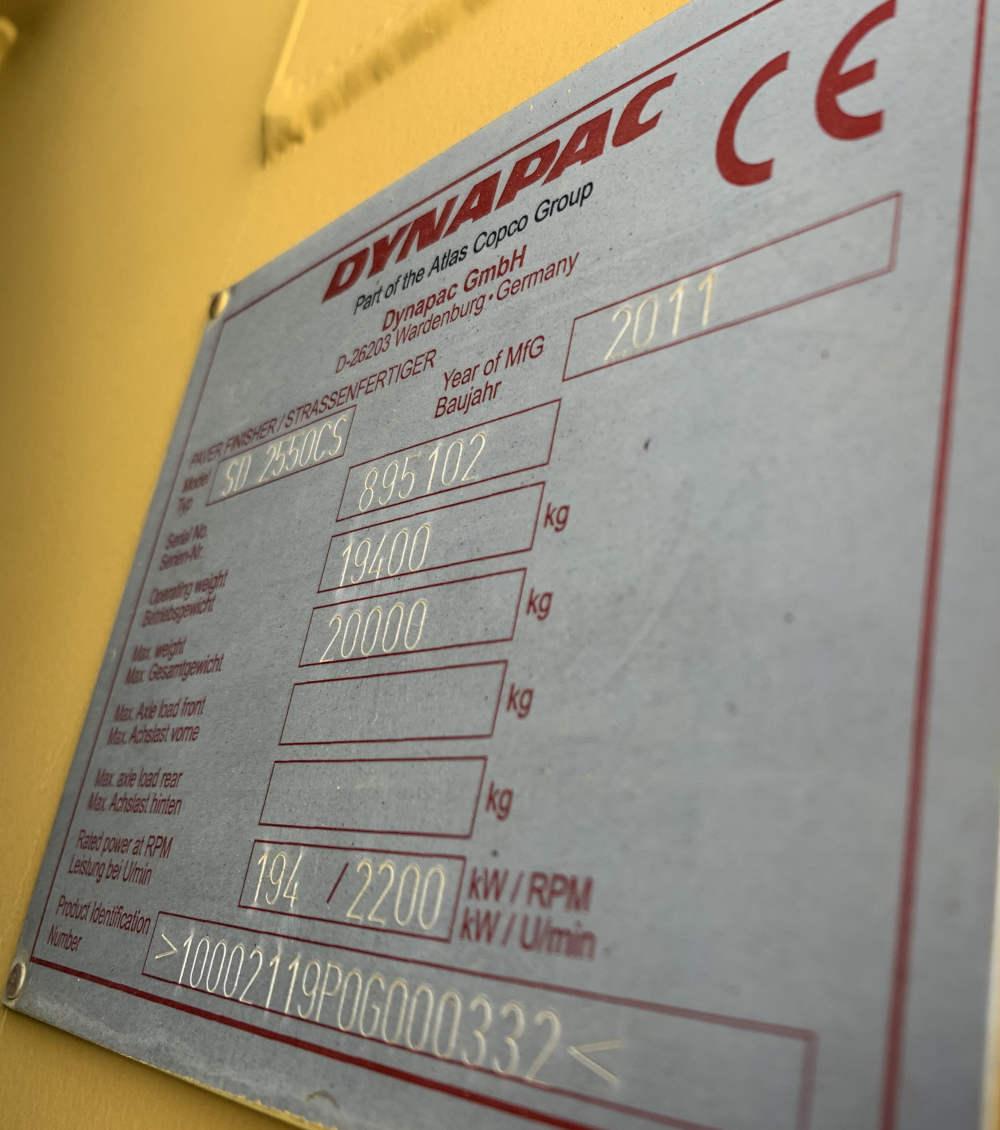 DYNAPAC
CE
Part of the Atlas Copco Group
Dynapac GmbH
D-26203 Wardenburg · Germany
PAVER FINISHER / STRASSENFERTIGER
Year of MfG
Baujahr
2011
Model
Typ
SD 2550CS
Serial No.
Serien-Nr.
895102
Operating weight
Betriebsgewicht
19400 kg
Max. weight
Max. Gesamtgewicht
20000 kg
Max. Axle load front
Max. Achslast vorne
kg
Max. axle load rear
Max. Achslast hinten
kg
Rated power at RPM
Leistung bei U/min
194 / 2200
kW / RPM
kW / U/min
Product Identification
Number
>10002119P0G000332<